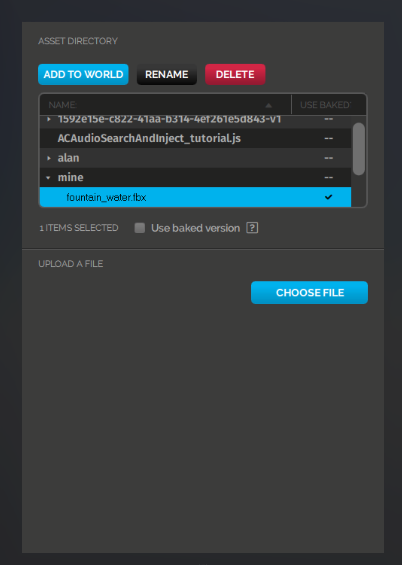 ASSET DIRECTORY
ADD TO WORLD RENAME DELETE
NAME USE BAKED
1592e15e-c822-41aa-b314-4ef261e5d843-v1 --
ACAudioSearchAndInject_tutorial.js --
alan --
mine --
fountain_water.fbx
1 ITEMS SELECTED Use baked version [?]
UPLOAD A FILE
CHOOSE FILE